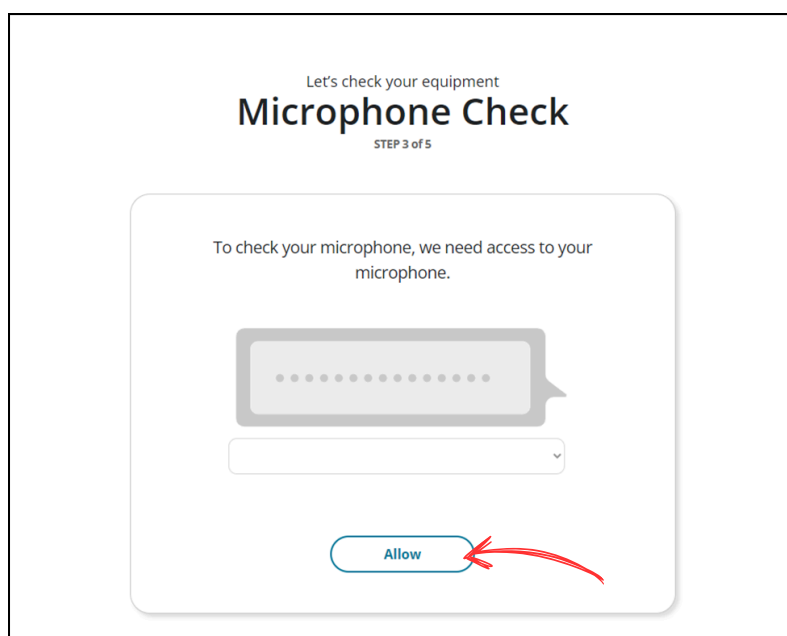 Let's check your equipment
Microphone Check
STEP 3 of 5
To check your microphone, we need access to your
microphone.
Allow